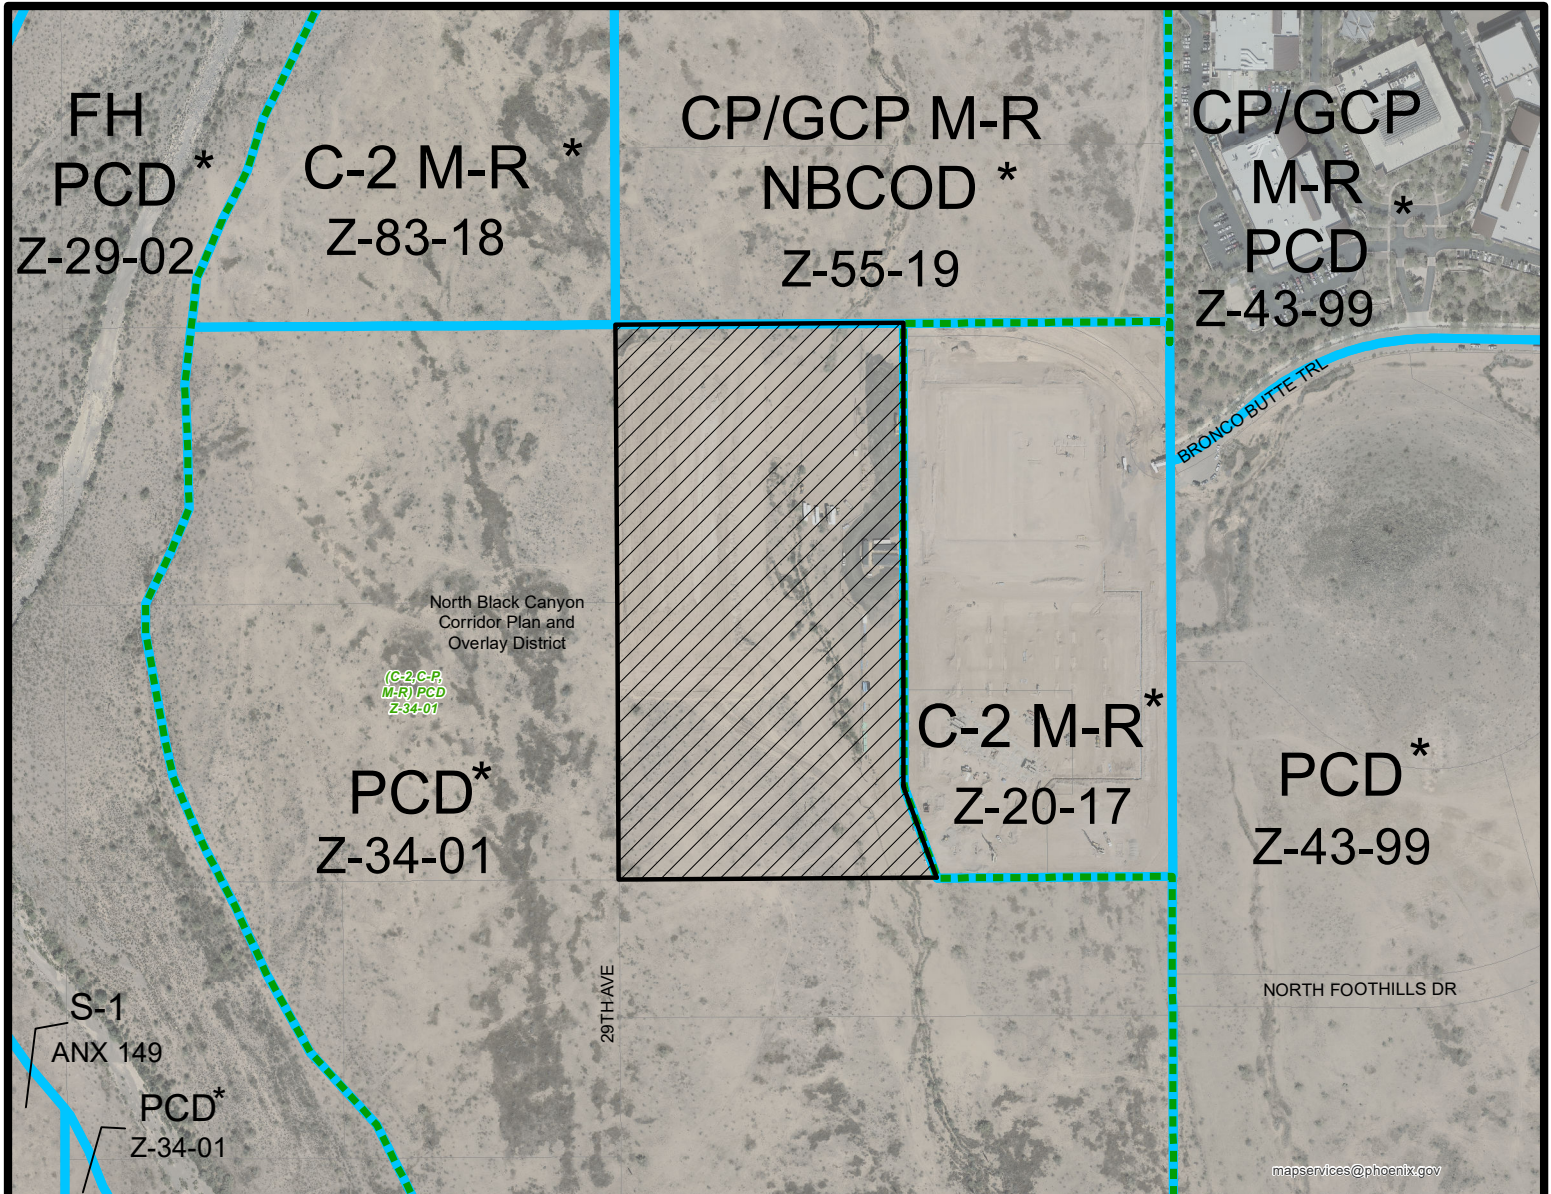 FH
PCD *
Z-29-02
C-2 M-R *
Z-83-18
CP/GCP M-R
NBCOD *
Z-55-19
CP/GCP
M-R *
PCD
Z-43-99
BRONCO BUTTE TRL
North Black Canyon
Corridor Plan and
Overlay District
(C-2,C-P,
M-R) PCD
Z-34-01
PCD*
Z-34-01
C-2 M-R*
Z-20-17
PCD*
Z-43-99
29TH AVE
NORTH FOOTHILLS DR
S-1
ANX 149
PCD*
Z-34-01
mapservices@phoenix.gov